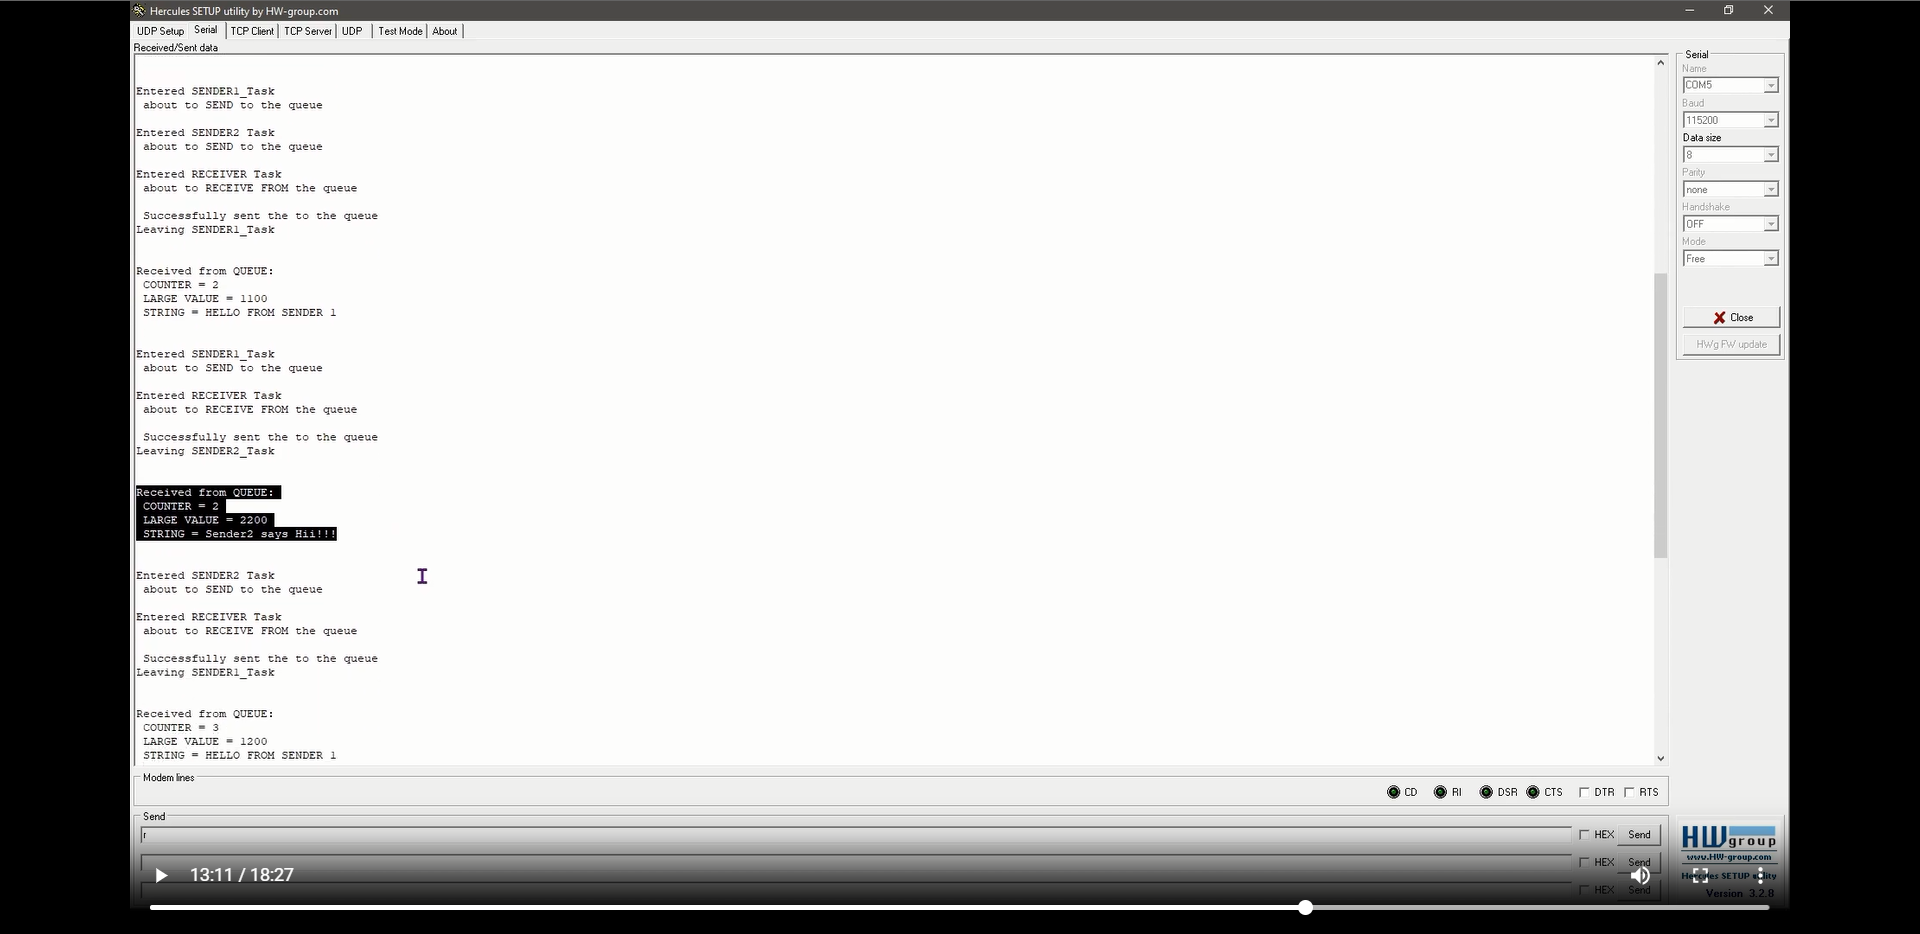 Hercules SETUP utility by HW-group.com
UDP Setup Serial TCP Client TCP Server UDP Test Mode About
Received/Sent data
Entered SENDER1_Task
about to SEND to the queue
Entered SENDER2 Task
about to SEND to the queue
Entered RECEIVER Task
about to RECEIVE FROM the queue
Successfully sent the to the queue
Leaving SENDER1_Task
Received from QUEUE:
COUNTER = 2
LARGE VALUE = 1100
STRING = HELLO FROM SENDER 1
Entered SENDER1_Task
about to SEND to the queue
Entered RECEIVER Task
about to RECEIVE FROM the queue
Successfully sent the to the queue
Leaving SENDER2_Task
Received from QUEUE:
COUNTER = 2
LARGE VALUE = 2200
STRING = Sender2 says Hii!!!
Entered SENDER2 Task
about to SEND to the queue
Entered RECEIVER Task
about to RECEIVE FROM the queue
Successfully sent the to the queue
Leaving SENDER1_Task
Received from QUEUE:
COUNTER = 3
LARGE VALUE = 1200
STRING = HELLO FROM SENDER 1
Serial
Name
COM5
Baud
115200
Data size
8
Parity
none
Handshake
OFF
Mode
Free
Close
HWg FW update
Modem lines
CD RI DSR CTS DTR RTS
Send
r
HEX Send
HEX Send
HEX Send
HW group
www.HW-group.com
Hercules SETUP utility
Version 3.2.8
13:11 / 18:27